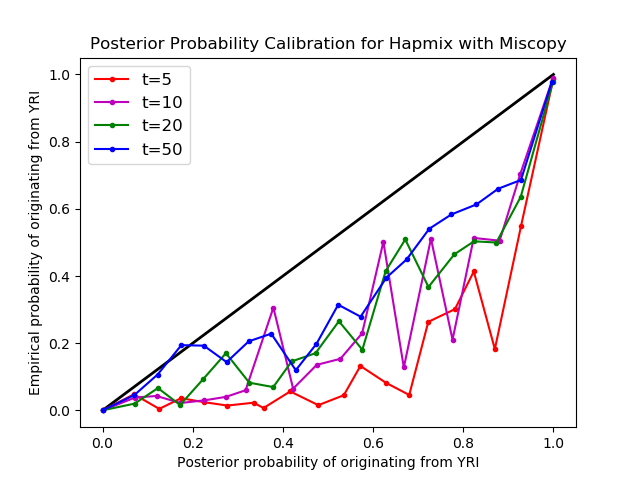 Posterior Probability Calibration for Hapmix with Miscopy
t=5
t=10
t=20
t=50
Empirical probability of originating from YRI
1.0
0.8
0.6
0.4
0.2
0.0
0.0 0.2 0.4 0.6 0.8 1.0
Posterior probability of originating from YRI